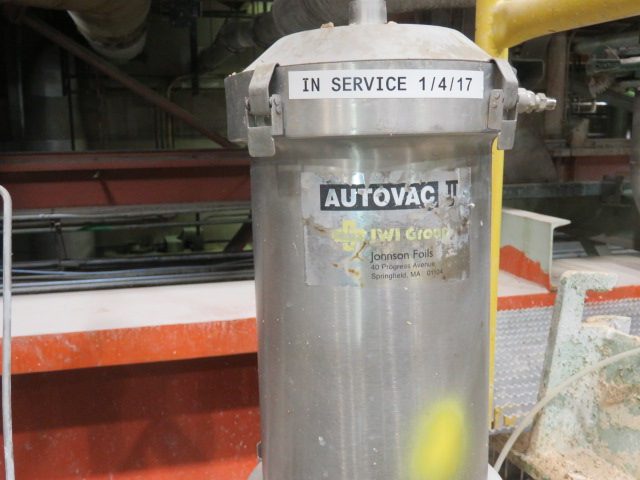 IN SERVICE 1/4/17
AUTOVAC II
IWI Group
Johnson Foils
40 Progress Avenue
Springfield, MA 01104